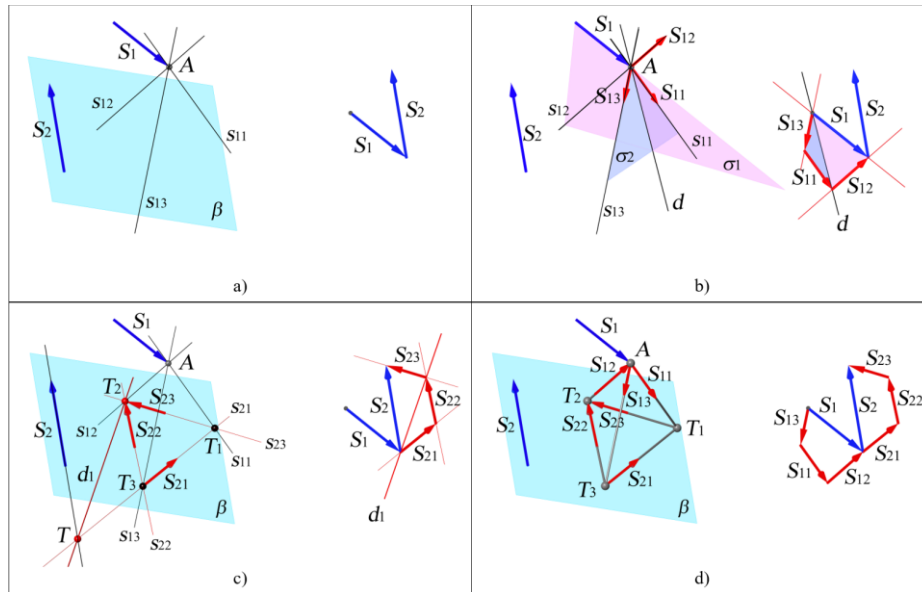 S1
A
S2
S2
s12
S1
s11
s13
β
a)
S1
S12
A
S2
S13
S11
S2
s12
S13
S1
s11
σ2
σ1
S11
S12
s13
d
d
b)
S1
A
S23
T2
S23
s21
S2
S22
S2
s12
S22
T1
s23
S1
s11
d1
T3
S21
S21
β
T
s13
s22
d1
c)
S1
A
S12
S11
S23
T2
S13
S1
S2
S2
S22
S23
T1
S13
S22
S11
S12
S21
T3
S21
β
d)